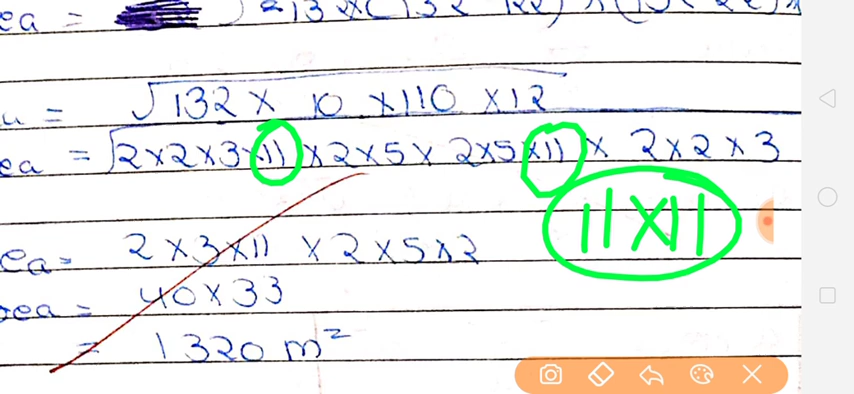 ea =
= √132 × 10 × 110 × 12
ea = √2×2×3×11 ×2×5× 2×5×11 × 2×2×3
11×11
ea = 2×3×11 × 2×5×2
ea = 40×33
= 1320 m²